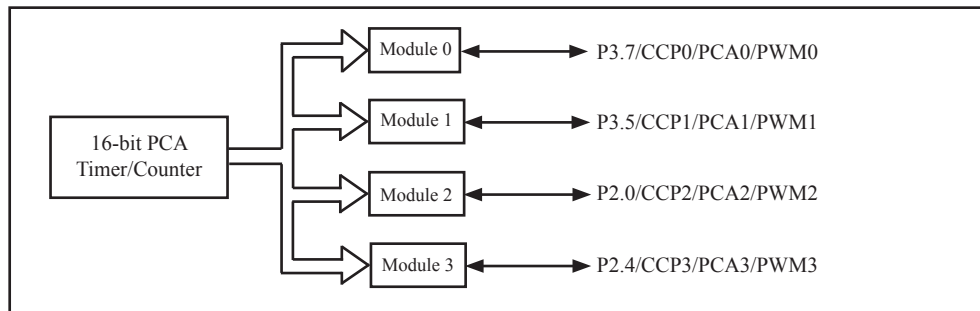 16-bit PCA
Timer/Counter
Module 0
P3.7/CCP0/PCA0/PWM0
Module 1
P3.5/CCP1/PCA1/PWM1
Module 2
P2.0/CCP2/PCA2/PWM2
Module 3
P2.4/CCP3/PCA3/PWM3